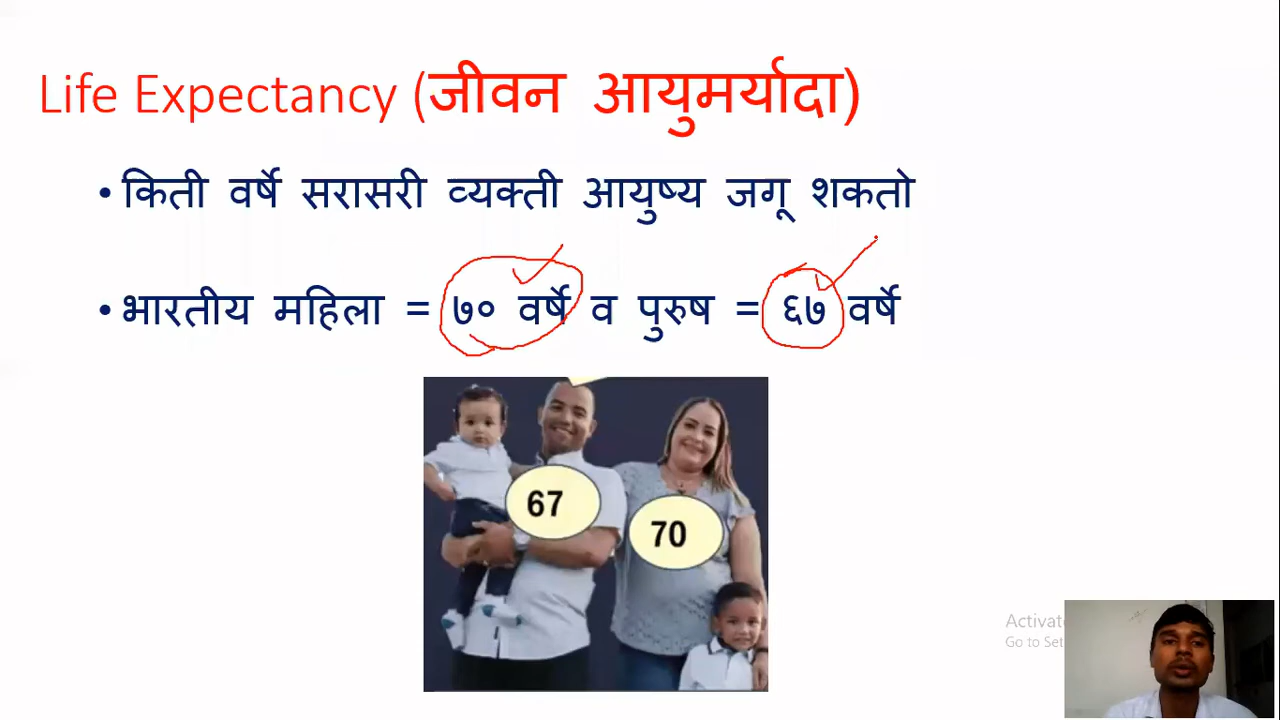 Life Expectancy (जीवन आयुमर्यादा)
• किती वर्षे सरासरी व्यक्ती आयुष्य जगू शकतो
• भारतीय महिला = ७० वर्षे व पुरुष = ६७ वर्षे
67
70
Activat
Go to Set